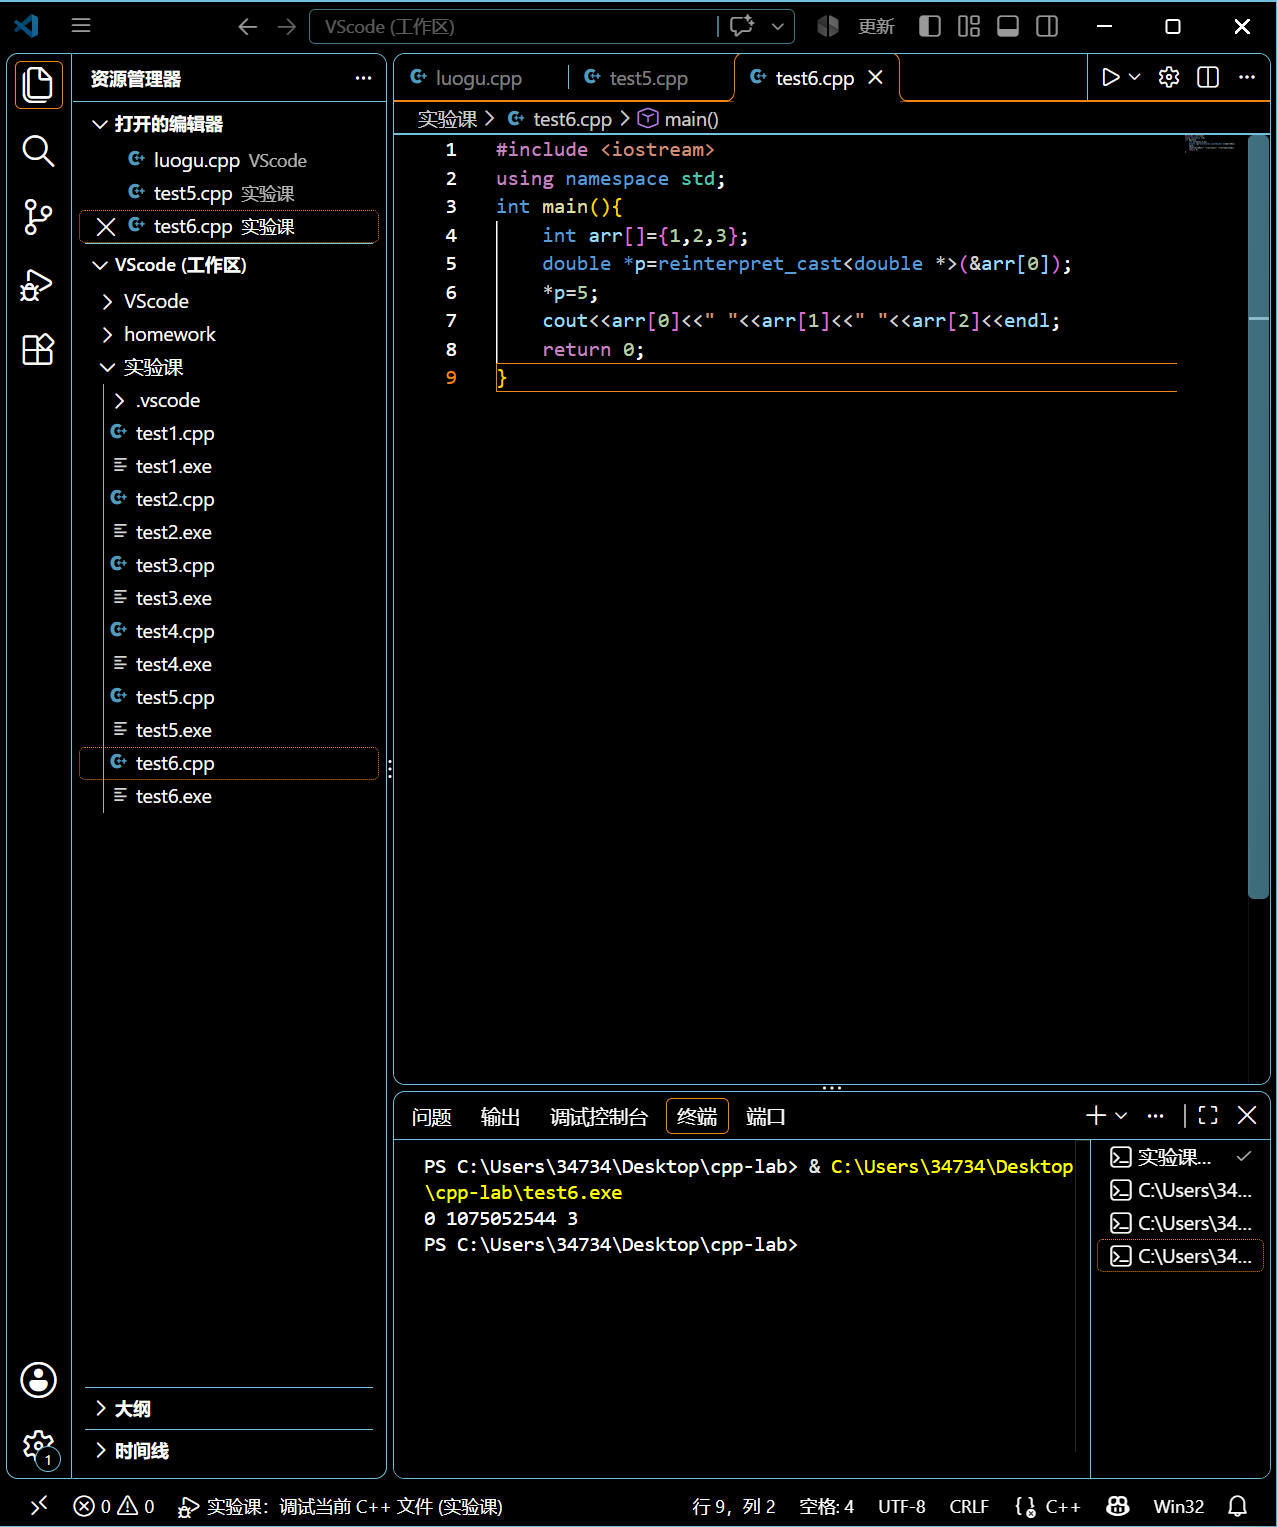 VScode (工作区)
更新
资源管理器
打开的编辑器
luogu.cpp VScode
test5.cpp 实验课
test6.cpp 实验课
VScode (工作区)
VScode
homework
实验课
.vscode
test1.cpp
test1.exe
test2.cpp
test2.exe
test3.cpp
test3.exe
test4.cpp
test4.exe
test5.cpp
test5.exe
test6.cpp
test6.exe
大纲
时间线
1
luogu.cpp
test5.cpp
test6.cpp
实验课 > test6.cpp > main()
1 #include <iostream>
2 using namespace std;
3 int main(){
4 int arr[]={1,2,3};
5 double *p=reinterpret_cast<double *>(&arr[0]);
6 *p=5;
7 cout<<arr[0]<<" "<<arr[1]<<" "<<arr[2]<<endl;
8 return 0;
9 }
问题 输出 调试控制台 终端 端口
PS C:\Users\34734\Desktop\cpp-lab> & C:\Users\34734\Desktop
\cpp-lab\test6.exe
0 1075052544 3
PS C:\Users\34734\Desktop\cpp-lab>
实验课...
C:\Users\34...
C:\Users\34...
C:\Users\34...
0 0 实验课: 调试当前 C++ 文件 (实验课) 行 9, 列 2 空格: 4 UTF-8 CRLF C++ Win32